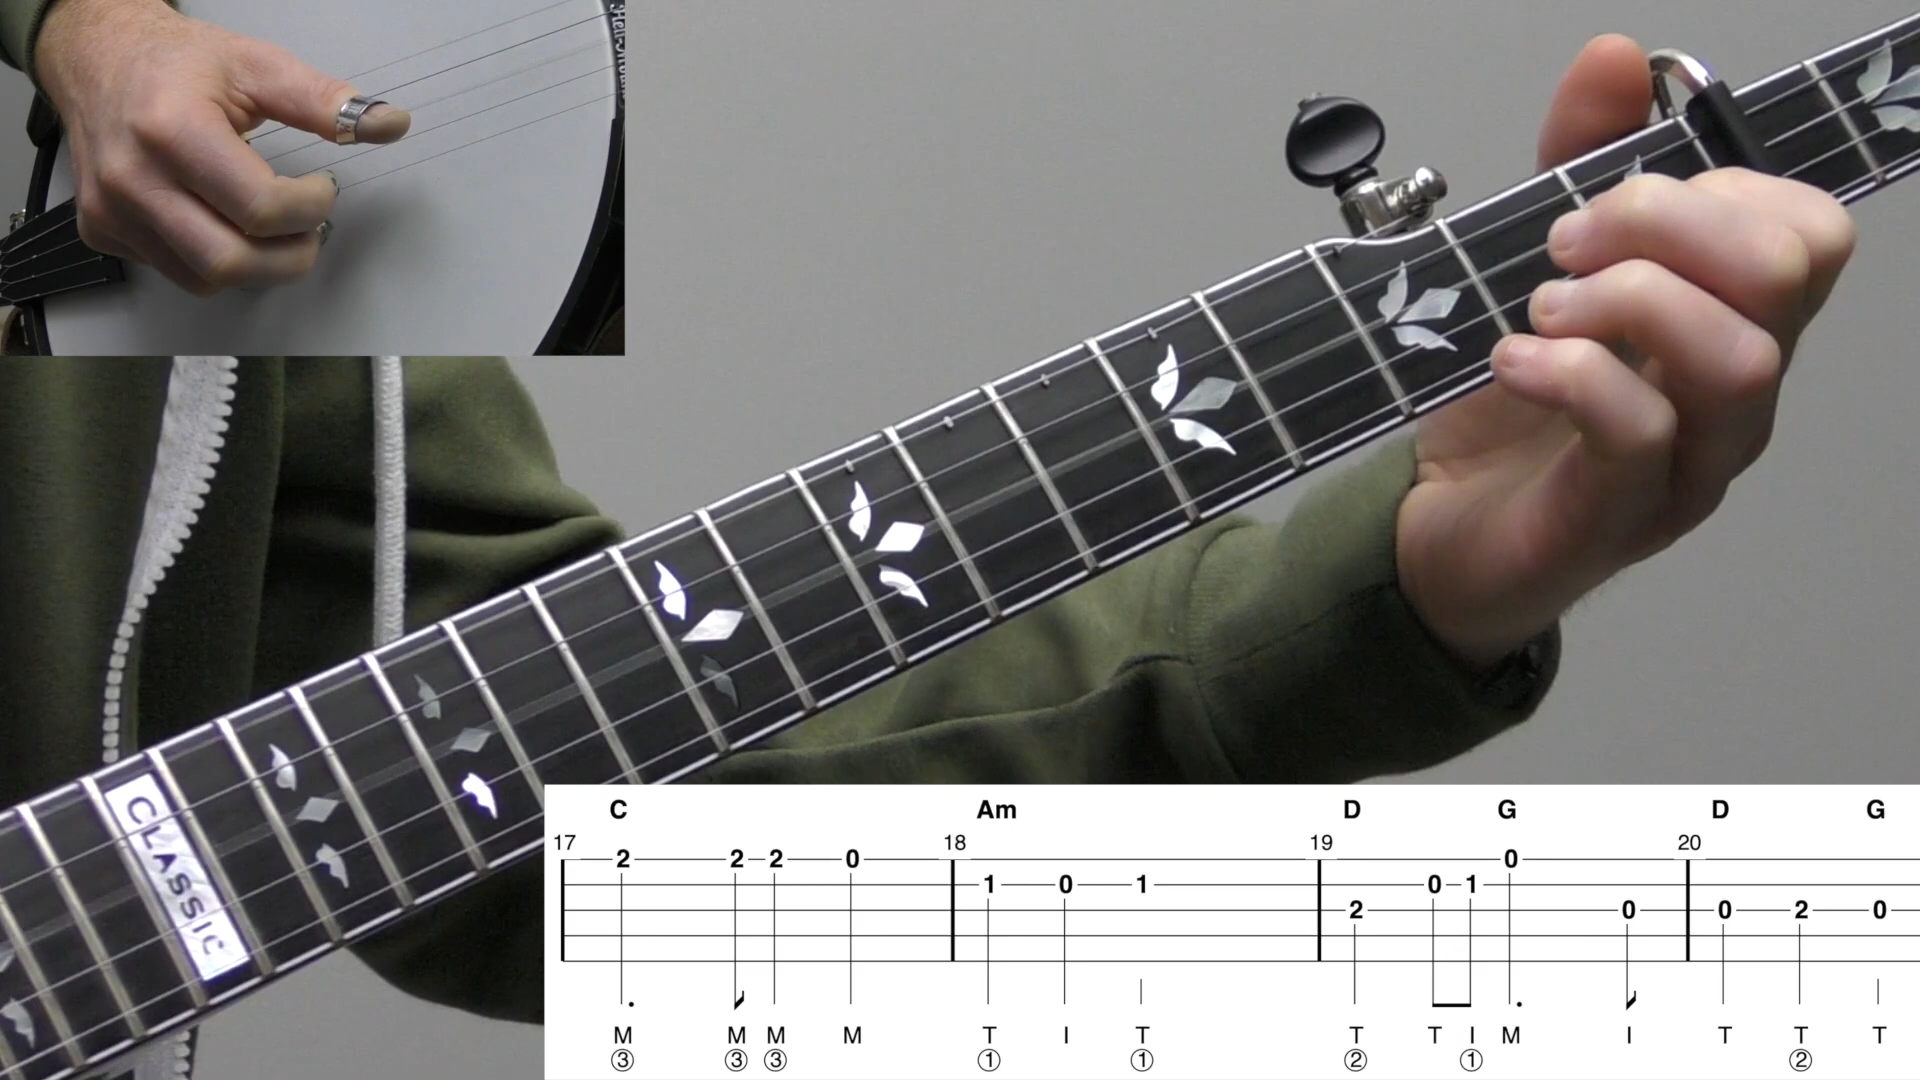 CLASSIC
C Am D G D G
17 18 19 20
2 2 2 0 0
1 0 1 0 1
2 0 0 2 0
M M M M T I T T T I M I T T T
③ ③ ③ ① ① ② ① ②